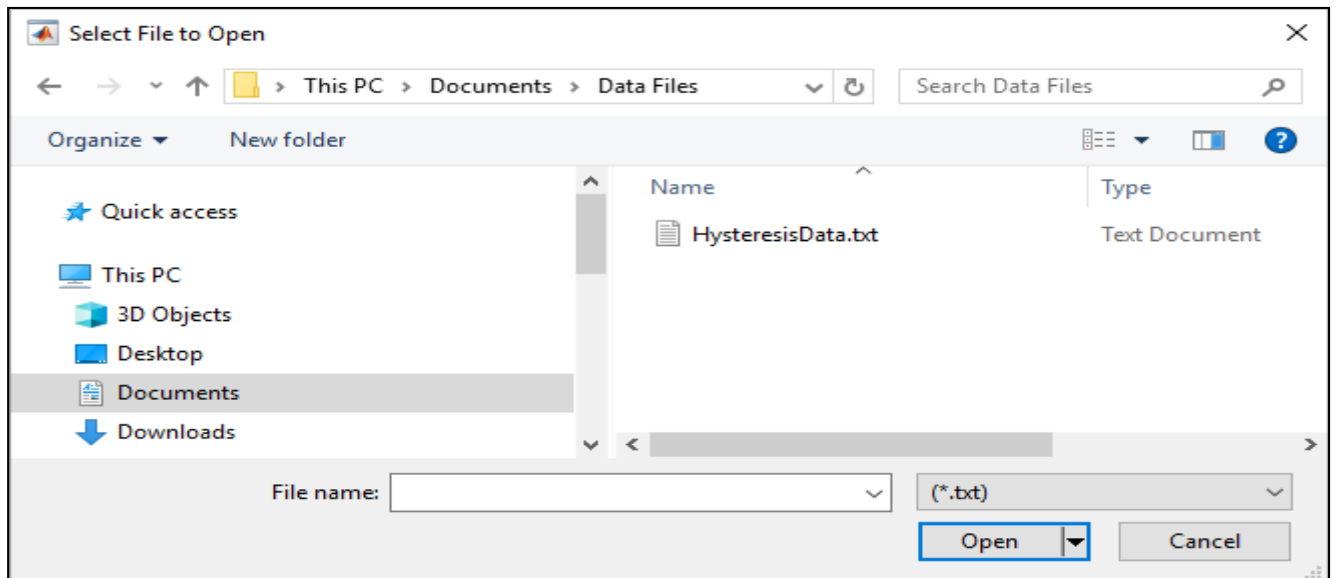 Select File to Open
This PC > Documents > Data Files
Search Data Files
Organize
New folder
?
Name
Type
Quick access
HysteresisData.txt
Text Document
This PC
3D Objects
Desktop
Documents
Downloads
File name:
(*.txt)
Open
Cancel